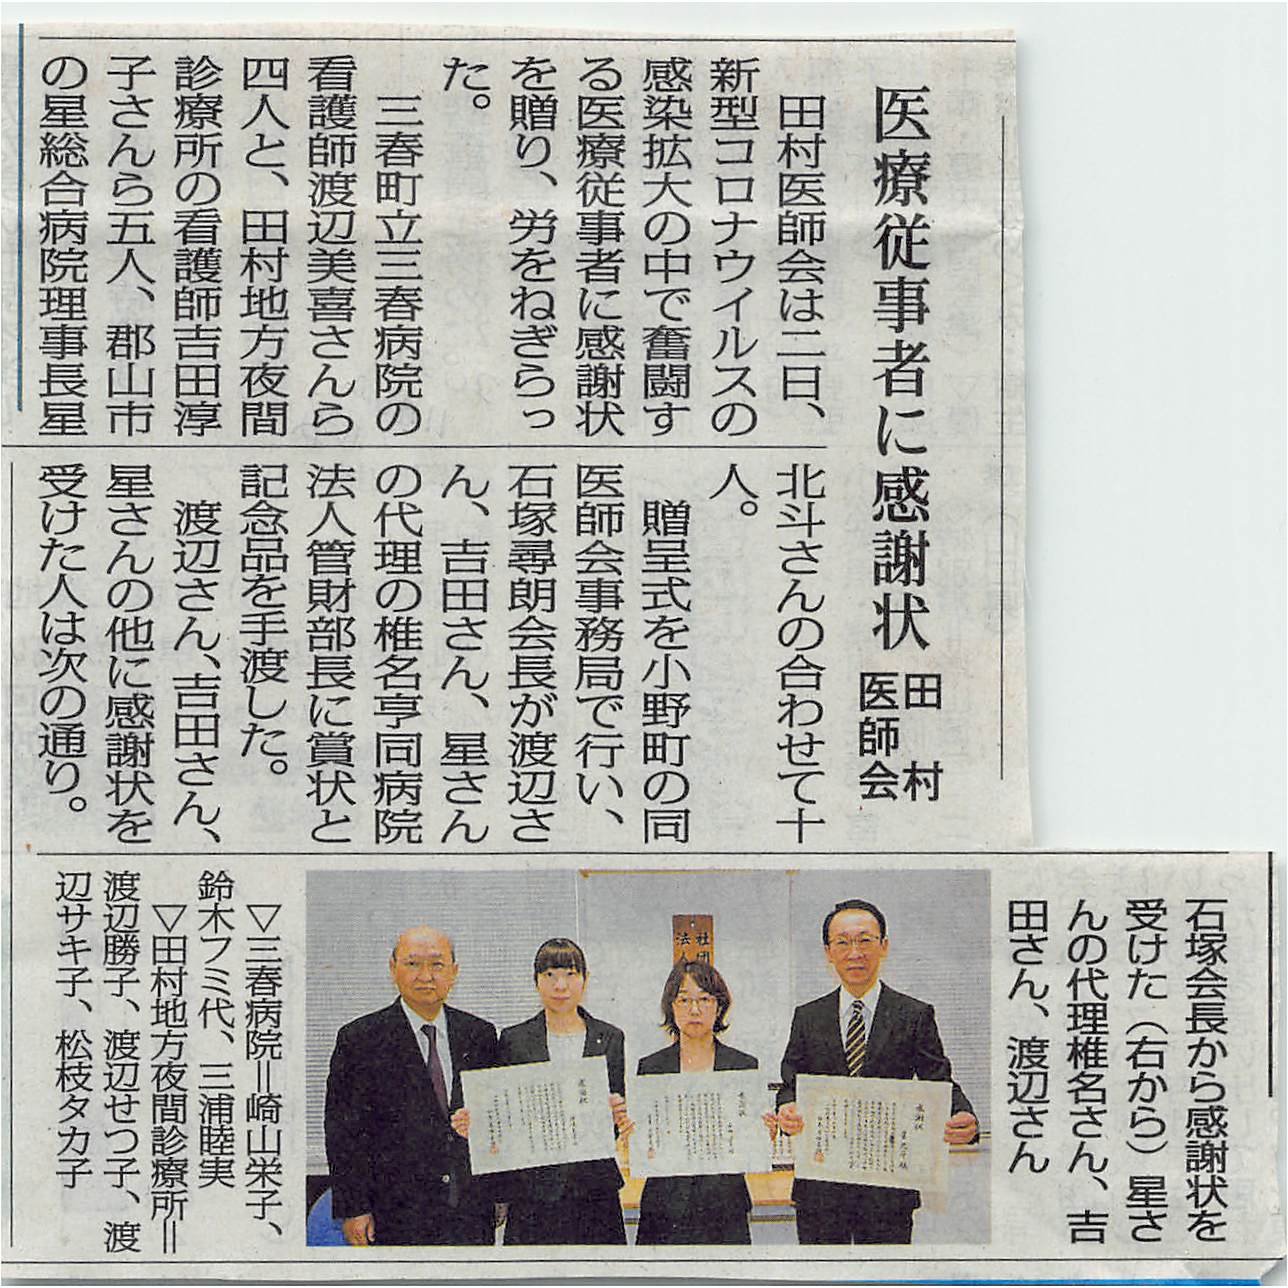 医療従事者に感謝状
田村
医師会
田村医師会は二日、
新型コロナウイルスの
感染拡大の中で奮闘す
る医療従事者に感謝状
を贈り、労をねぎらっ
た。
三春町立三春病院の
看護師渡辺美喜さんら
四人と、田村地方夜間
診療所の看護師吉田淳
子さんら五人、郡山市
の星総合病院理事長星
北斗さんの合わせて十
人。
贈呈式を小野町の同
医師会事務局で行い、
石塚尋朗会長が渡辺さ
ん、吉田さん、星さん
の代理の椎名亨同病院
法人管財部長に賞状と
記念品を手渡した。
渡辺さん、吉田さん、
星さんの他に感謝状を
受けた人は次の通り。
▽三春病院＝崎山栄子、
鈴木フミ代、三浦睦実
▽田村地方夜間診療所＝
渡辺勝子、渡辺せつ子、渡
辺サキ子、松枝タカ子
石塚会長から感謝状を
受けた（右から）星さ
んの代理椎名さん、吉
田さん、渡辺さん
社団
法人
感謝状
感謝状
感謝状